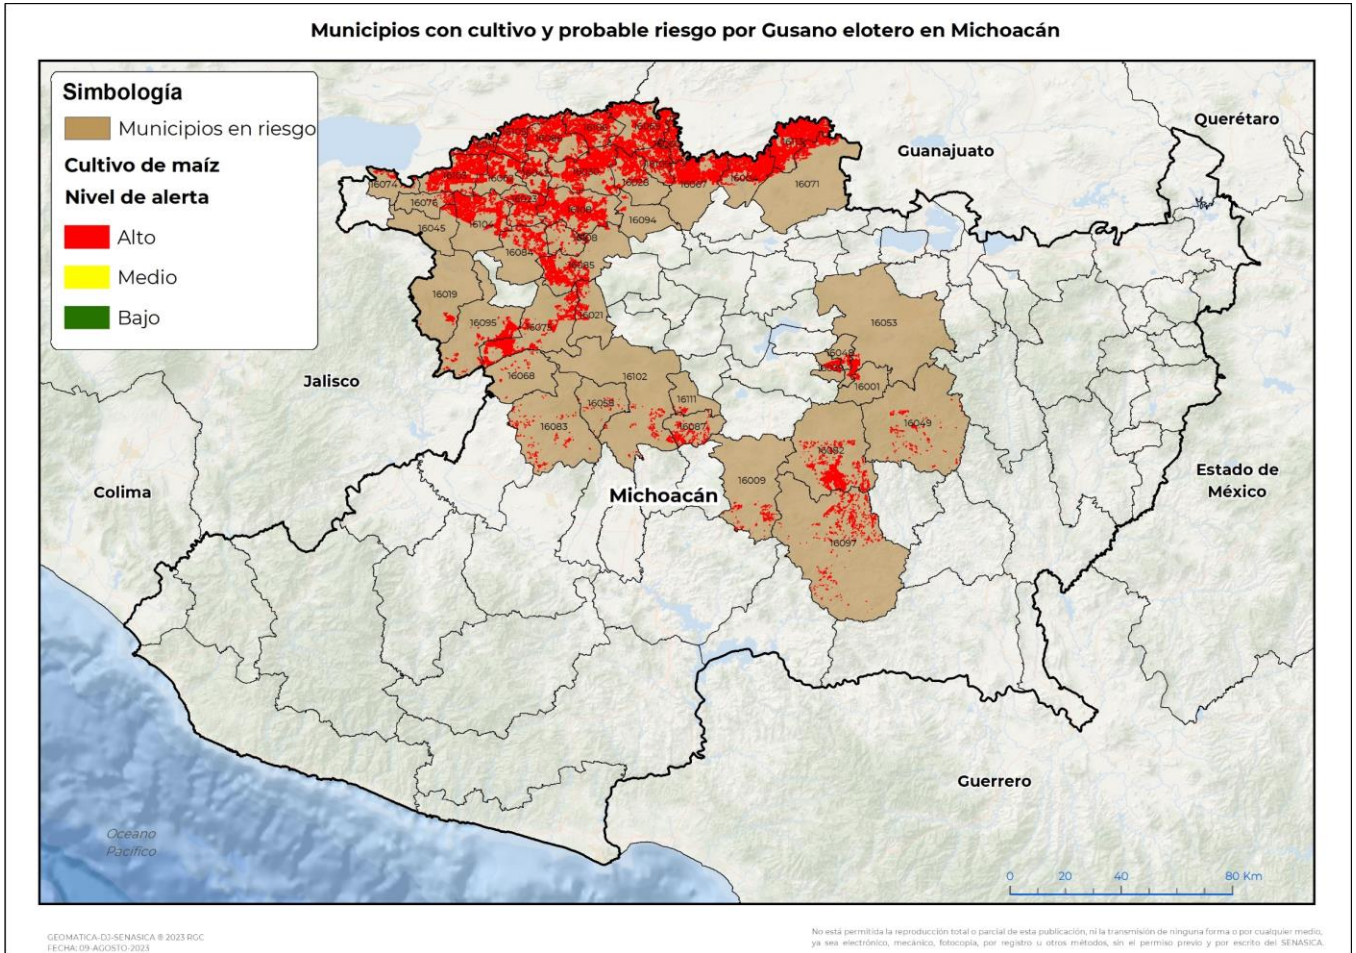 Municipios con cultivo y probable riesgo por Gusano elotero en Michoacán
Simbología
Municipios en riesgo
Cultivo de maíz
Nivel de alerta
Alto
Medio
Bajo
Querétaro
Guanajuato
16074
16076
16045
16028
16067
16071
16094
16084
16085
16019
16095
16075
16021
16053
16068
16102
16001
16111
16083
16059
16087
16049
16009
16082
16097
Jalisco
Colima
Michoacán
Estado de
México
Guerrero
Oceano
Pacifico
0 20 40 80 Km
GEOMATICA-DJ-SENASICA ® 2023 RGC
FECHA: 09-AGOSTO-2023
No está permitida la reproducción total o parcial de esta publicación, ni la transmisión de ninguna forma o por cualquier medio,
ya sea electrónico, mecánico, fotocopia, por registro u otros métodos, sin el permiso previo y por escrito del SENASICA.